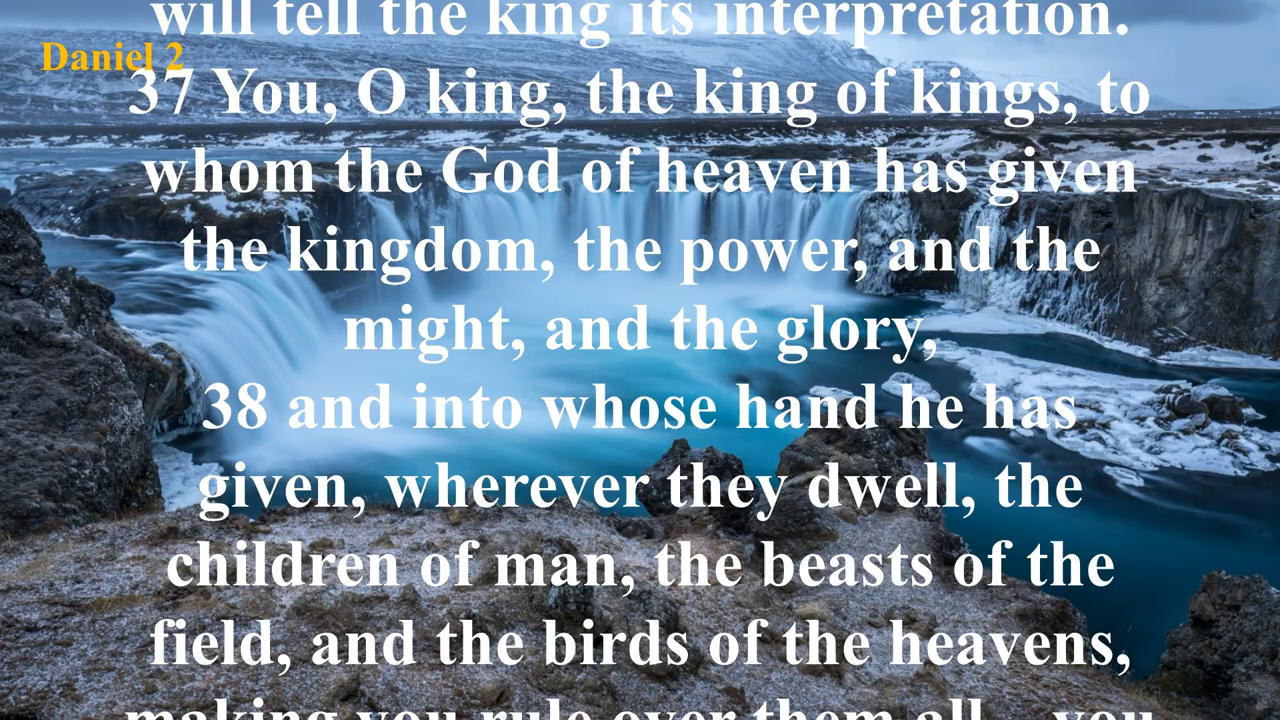 will tell the king its interpretation.
Daniel 2
37 You, O king, the king of kings, to
whom the God of heaven has given
the kingdom, the power, and the
might, and the glory,
38 and into whose hand he has
given, wherever they dwell, the
children of man, the beasts of the
field, and the birds of the heavens,
making you rule over them all—you